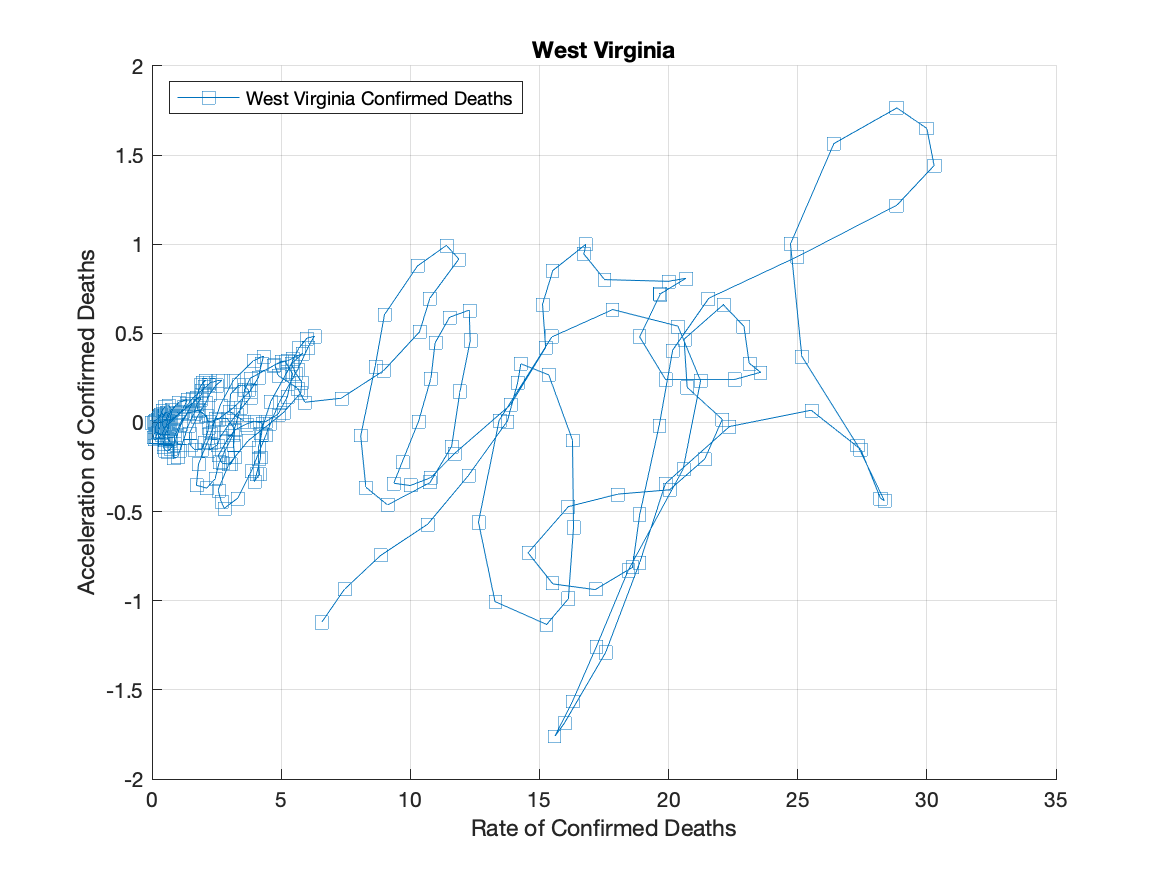 West Virginia
West Virginia Confirmed Deaths
2
1.5
1
0.5
0
-0.5
-1
-1.5
-2
Acceleration of Confirmed Deaths
0 5 10 15 20 25 30 35
Rate of Confirmed Deaths